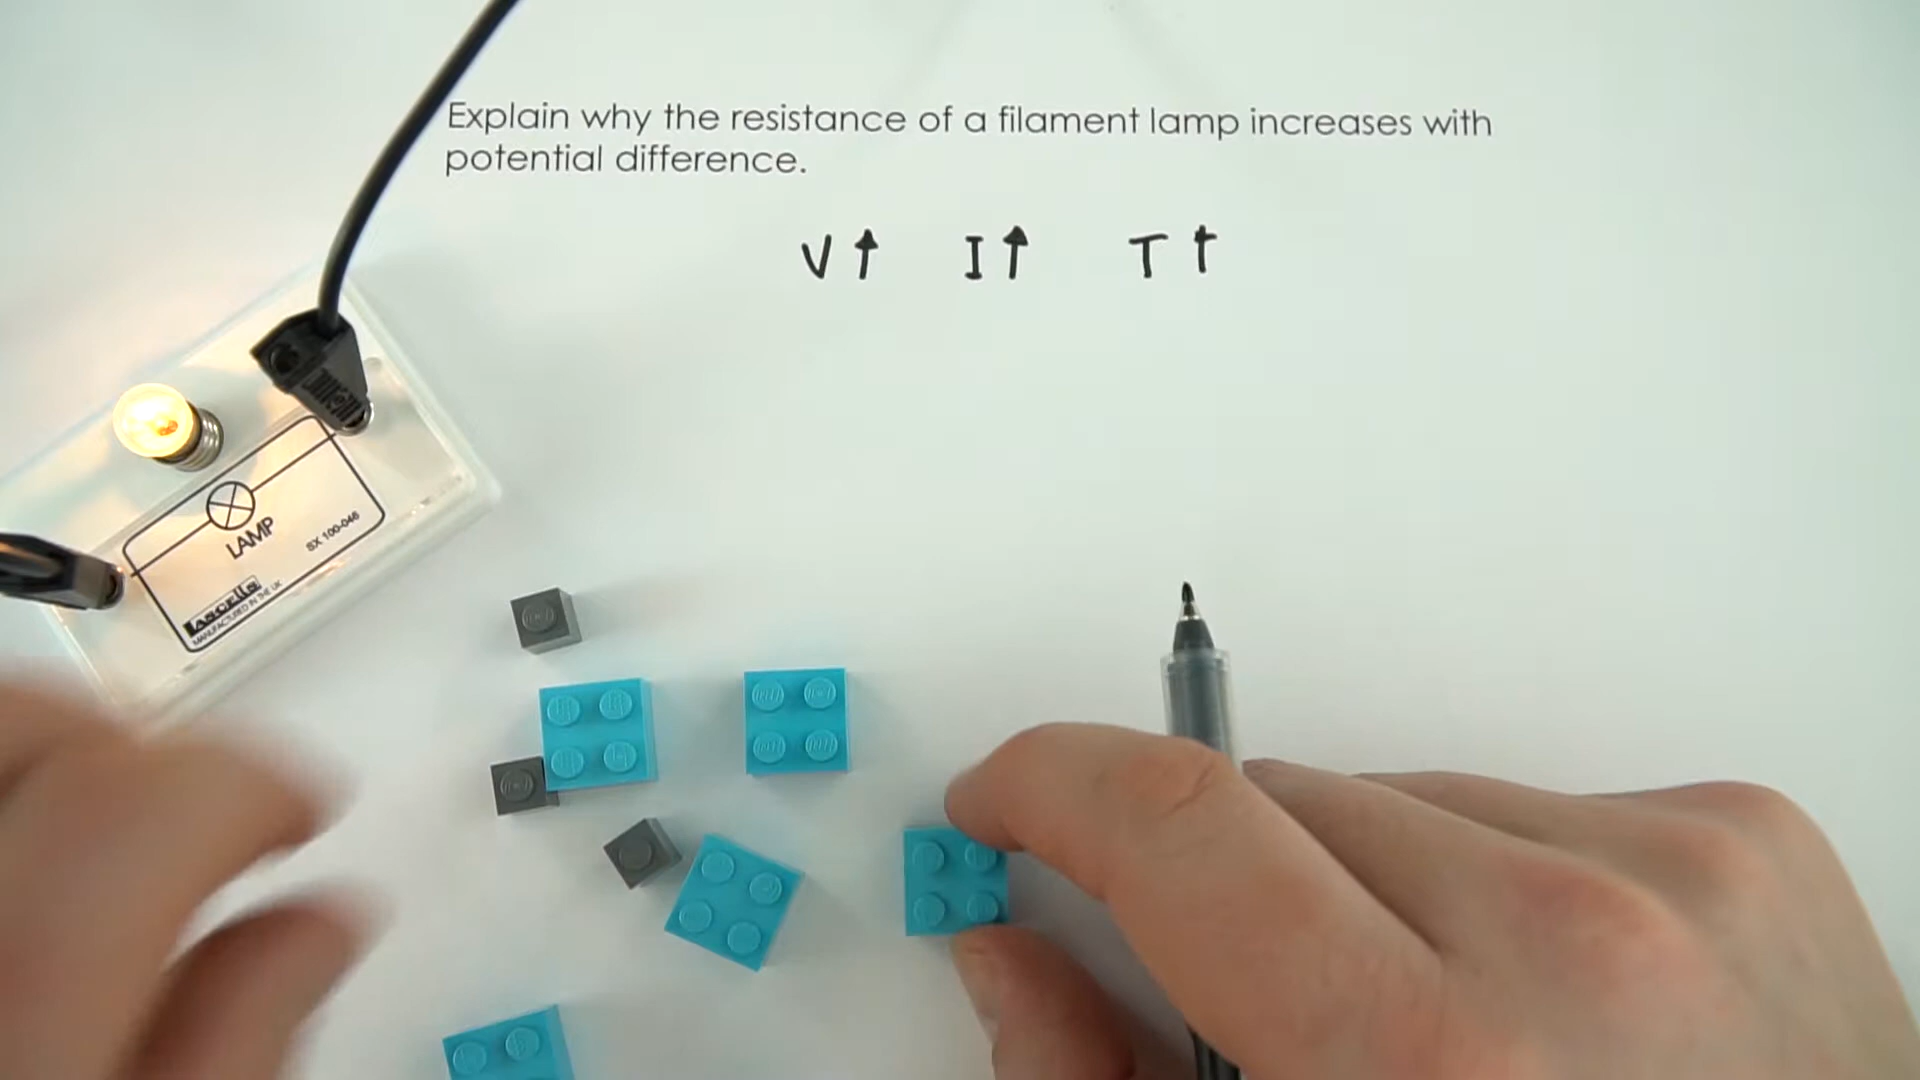 Explain why the resistance of a filament lamp increases with
potential difference.
V↑ I↑ T↑
LAMP
SX 100-046
Lascells
MANUFACTURED IN THE UK